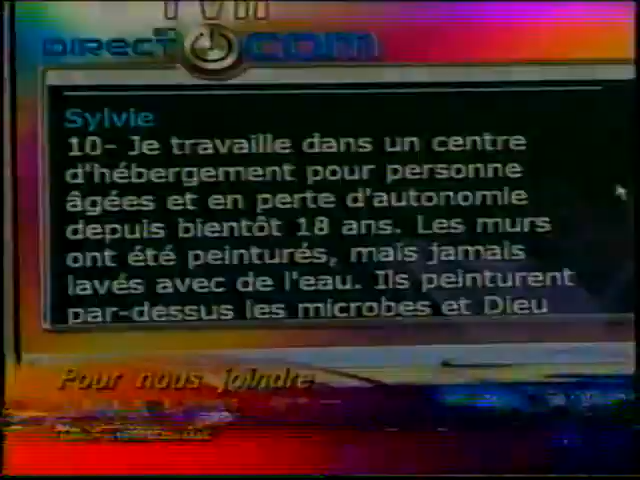 DIRECT COM
Sylvie
10- Je travaille dans un centre
d'hébergement pour personne
âgées et en perte d'autonomie
depuis bientôt 18 ans. Les murs
ont été peinturés, mais jamais
lavés avec de l'eau. Ils peinturent
par-dessus les microbes et Dieu
Pour nous joindre